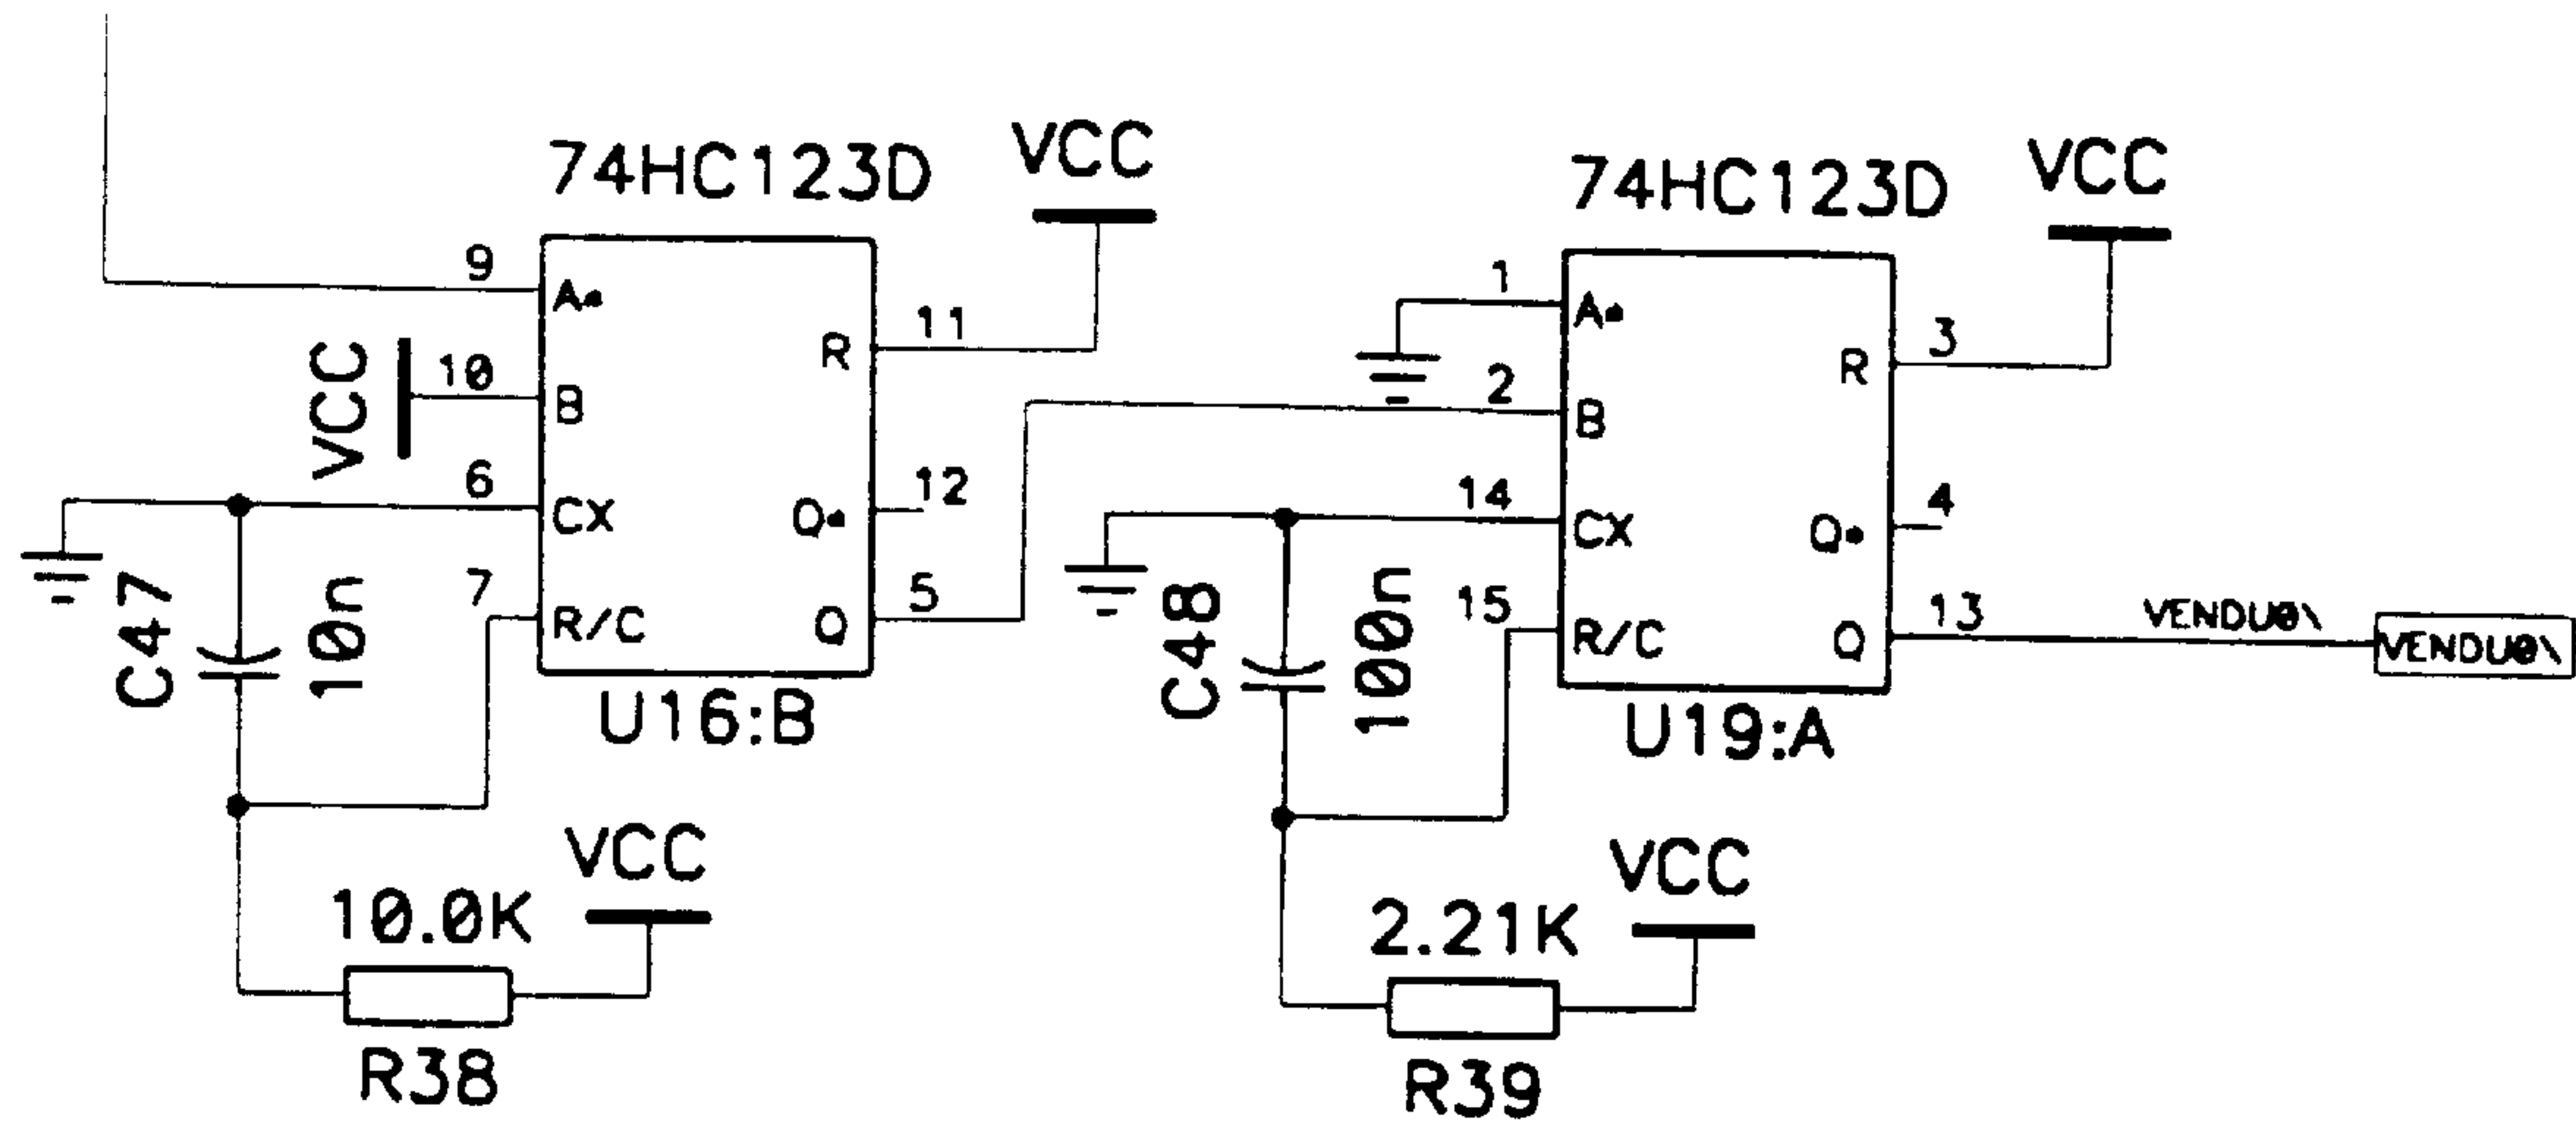 74HC123D
VCC
9
A
10
B
VCC
6
CX
7
R/C
R
11
Q
12
Q
5
U16:B
C47
10n
10.0K
VCC
R38
74HC123D
VCC
1
A
2
B
14
CX
15
R/C
R
3
Q
4
Q
13
VENDU0\
VENDU0\
U19:A
C48
100n
2.21K
VCC
R39